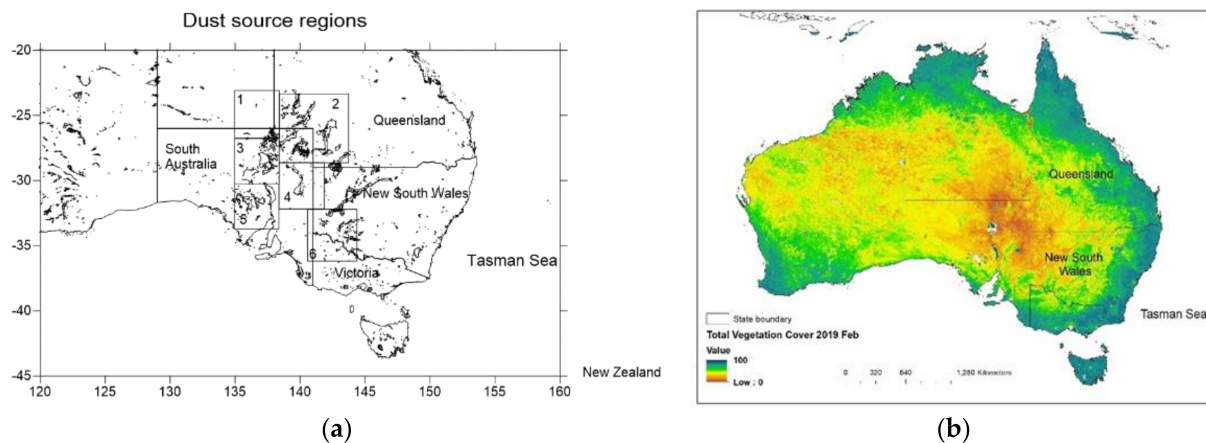 Dust source regions
-20
-25
-30
-35
-40
-45
120
125
130
135
140
145
150
155
160
1
2
3
4
5
6
Queensland
South
Australia
New South Wales
Victoria
Tasman Sea
New Zealand
(a)
Queensland
New South
Wales
Tasman Sea
State boundary
Total Vegetation Cover 2019 Feb
Value
100
Low : 0
0 320 640 1,280 Kilometers
(b)